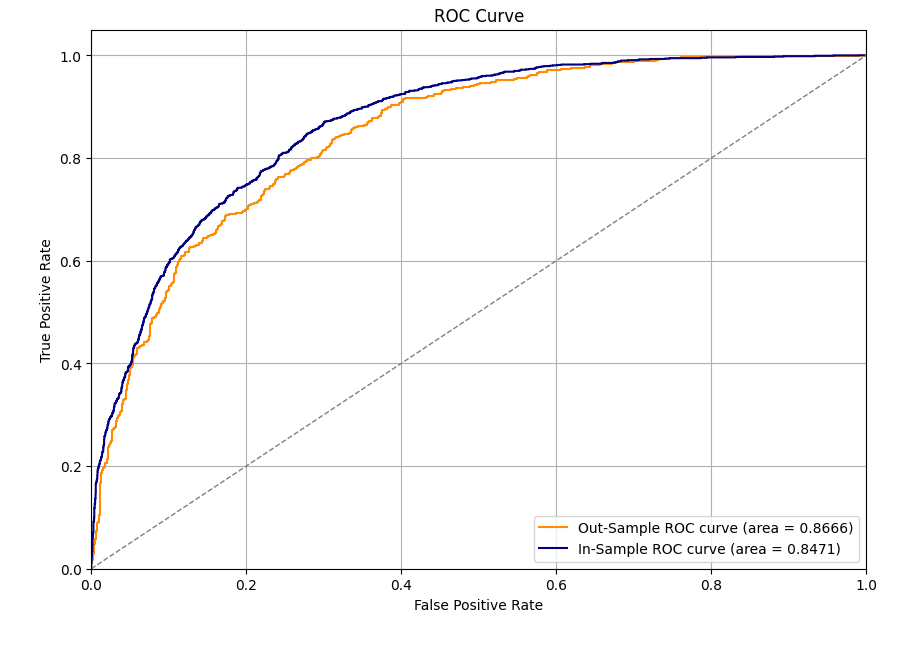 ROC Curve
True Positive Rate
1.0
0.8
0.6
0.4
0.2
0.0
0.0 0.2 0.4 0.6 0.8 1.0
False Positive Rate
Out-Sample ROC curve (area = 0.8666)
In-Sample ROC curve (area = 0.8471)